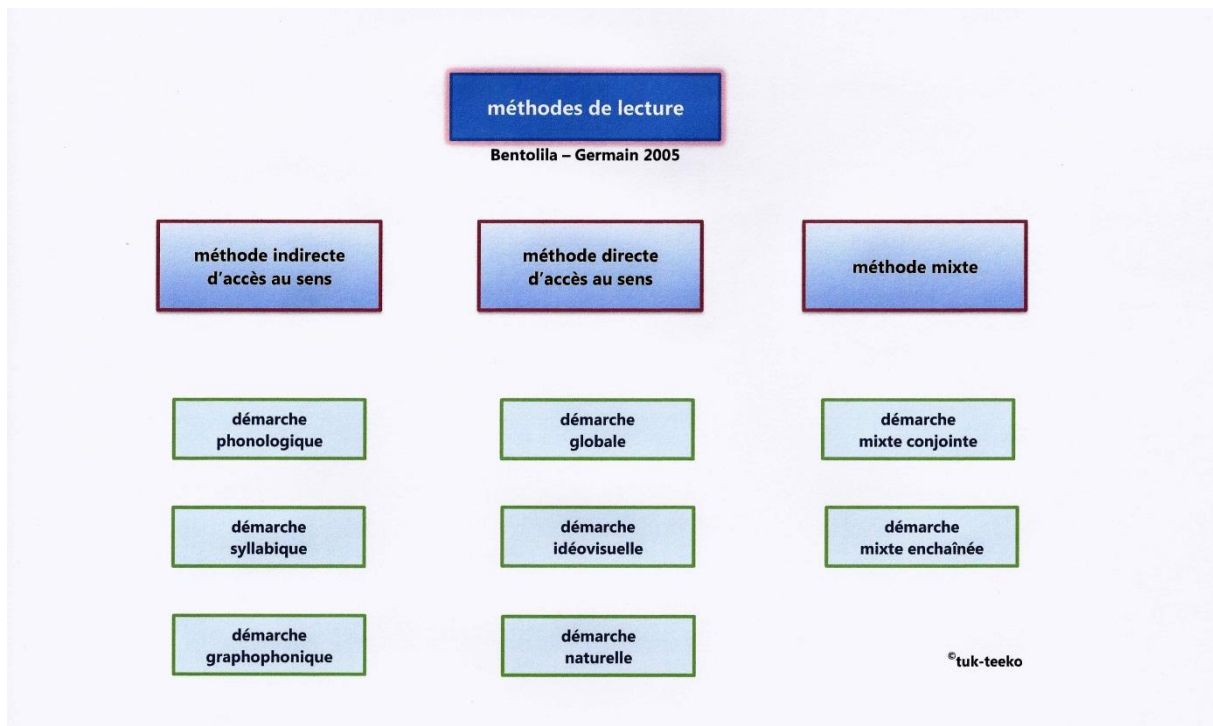 méthodes de lecture
Bentolila – Germain 2005
méthode indirecte
d'accès au sens
méthode directe
d'accès au sens
méthode mixte
démarche
phonologique
démarche
globale
démarche
mixte conjointe
démarche
syllabique
démarche
idéovisuelle
démarche
mixte enchaînée
démarche
graphophonique
démarche
naturelle
©tuk-teeko